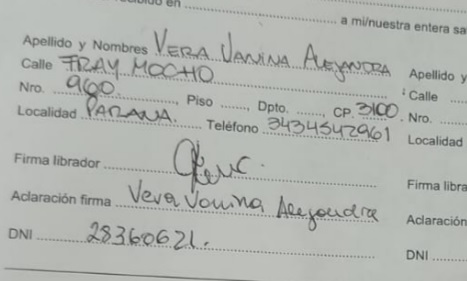 en
a mi/nuestra entera sa
Apellido y Nombres VERA VANINA ALEJANDRA Apellido y
Calle FRAY MOCHO Calle
Nro. 960. , Piso ......, Dpto. ......, CP. 3100. Nro.
Localidad PARANA. Teléfono 3434542961 Localidad
Firma librador Firma libra
Aclaración firma Vera Vanina Alejandra Aclaración
DNI 28360621. DNI